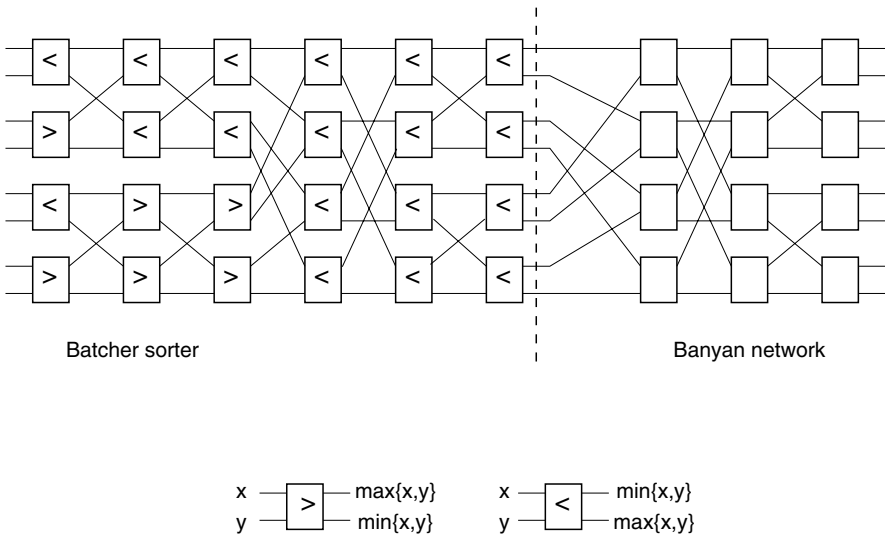 < < < < < <
> < < < < <
< > > < < <
> > > < < <
Batcher sorter Banyan network
x > max{x,y} x < min{x,y}
y min{x,y} y max{x,y}